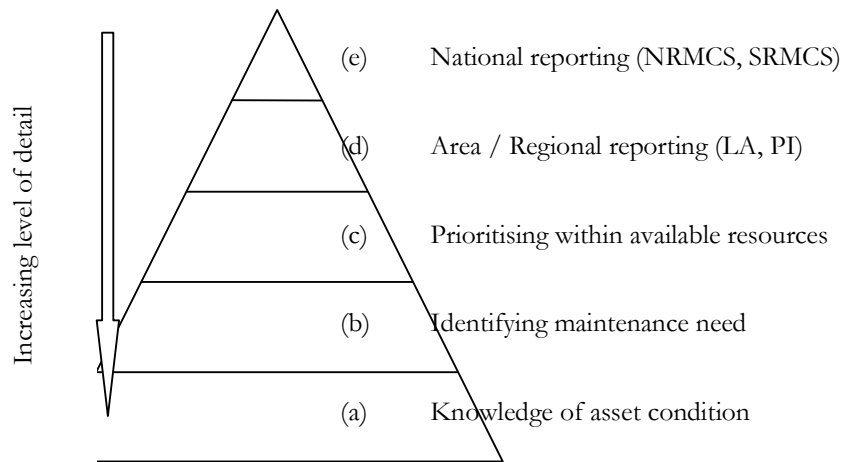 Increasing level of detail
(e) National reporting (NRMCS, SRMCS)
(d) Area / Regional reporting (LA, PI)
(c) Prioritising within available resources
(b) Identifying maintenance need
(a) Knowledge of asset condition